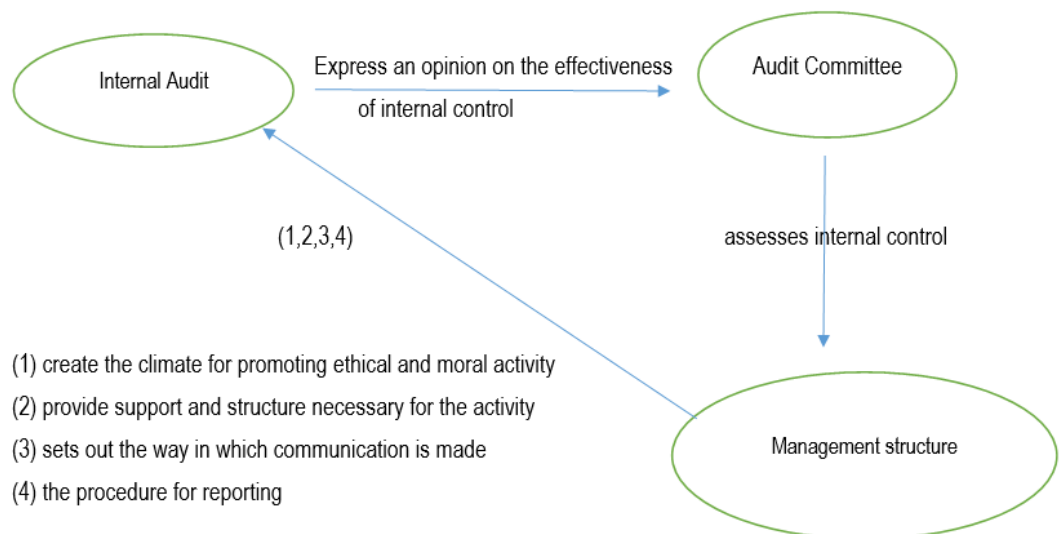 Internal Audit
Express an opinion on the effectiveness
of internal control
Audit Committee
(1,2,3,4)
assesses internal control
(1) create the climate for promoting ethical and moral activity
(2) provide support and structure necessary for the activity
(3) sets out the way in which communication is made
(4) the procedure for reporting
Management structure